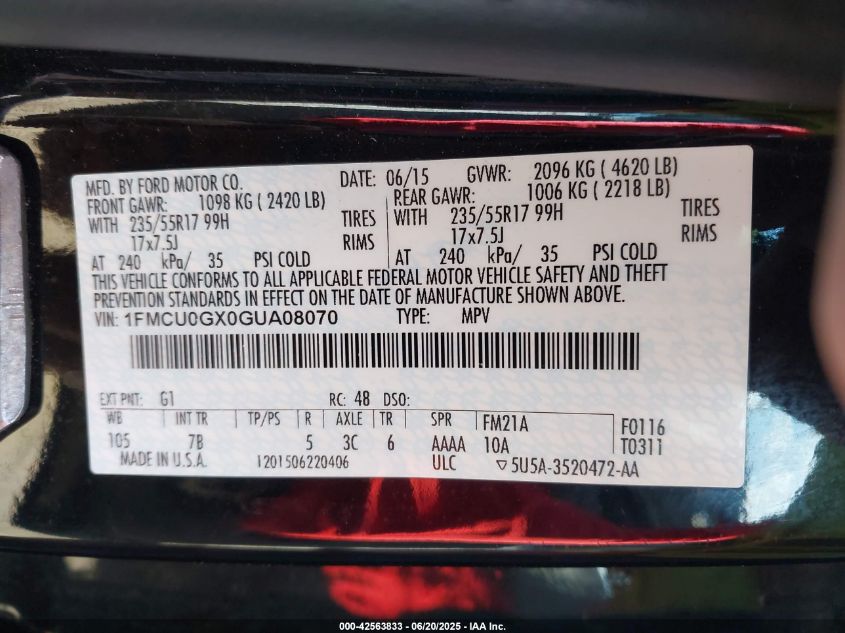 MFD. BY FORD MOTOR CO. DATE: 06/15 GVWR: 2096 KG ( 4620 LB)
FRONT GAWR: 1098 KG ( 2420 LB) REAR GAWR: 1006 KG ( 2218 LB)
WITH 235/55R17 99H TIRES WITH 235/55R17 99H TIRES
17x7.5J RIMS 17x7.5J RIMS
AT 240 kPa/ 35 PSI COLD AT 240 kPa/ 35 PSI COLD
THIS VEHICLE CONFORMS TO ALL APPLICABLE FEDERAL MOTOR VEHICLE SAFETY AND THEFT
PREVENTION STANDARDS IN EFFECT ON THE DATE OF MANUFACTURE SHOWN ABOVE.
VIN: 1FMCU0GX0GUA08070 TYPE: MPV
EXT PNT: G1 RC: 48 DSO:
WB INT TR TP/PS R AXLE TR SPR FM21A F0116
105 7B 5 3C 6 AAAA 10A T0311
MADE IN U.S.A. 1201506220406 ULC ▽5U5A-3520472-AA
000-42563833 - 06/20/2025 - IAA Inc.